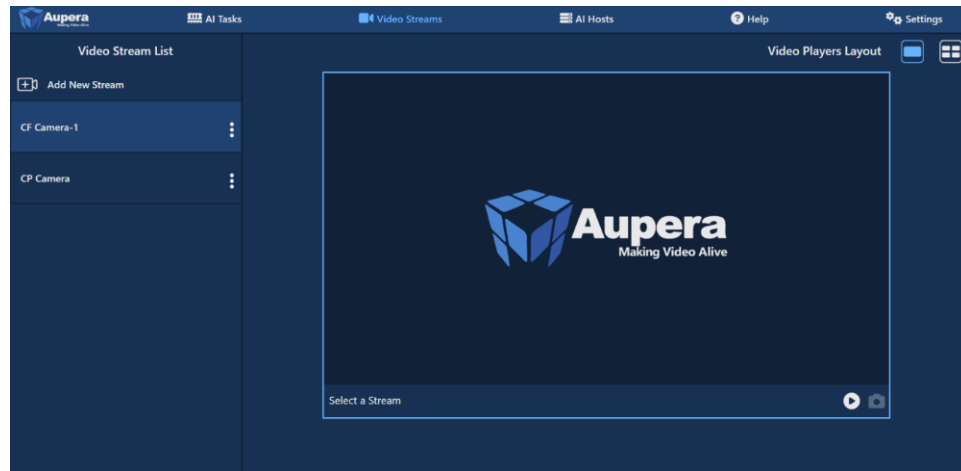 Aupera
AI Tasks
Video Streams
AI Hosts
Help
Settings
Video Stream List
Video Players Layout
Add New Stream
CF Camera-1
CP Camera
Aupera
Making Video Alive
Select a Stream